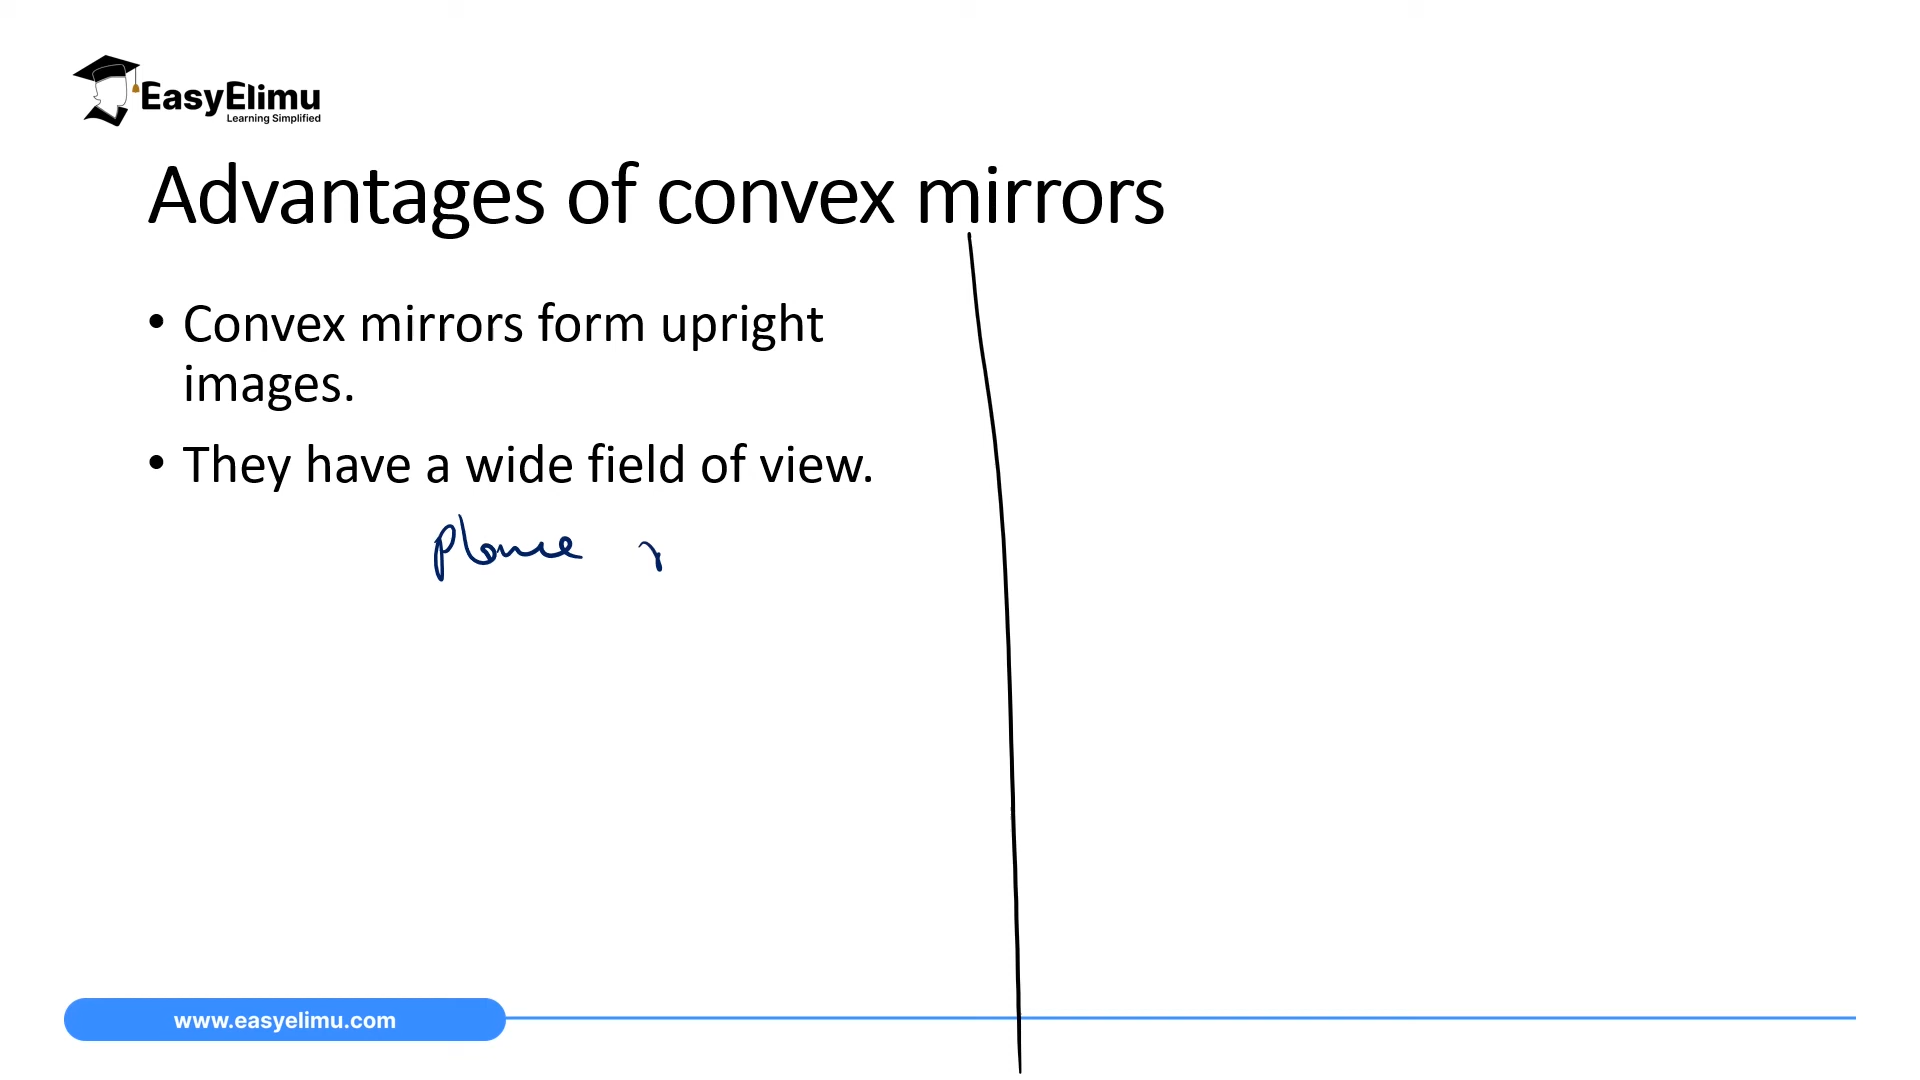 EasyElimu
Learning Simplified
Advantages of convex mirrors
• Convex mirrors form upright
images.
• They have a wide field of view.
plane
www.easyelimu.com